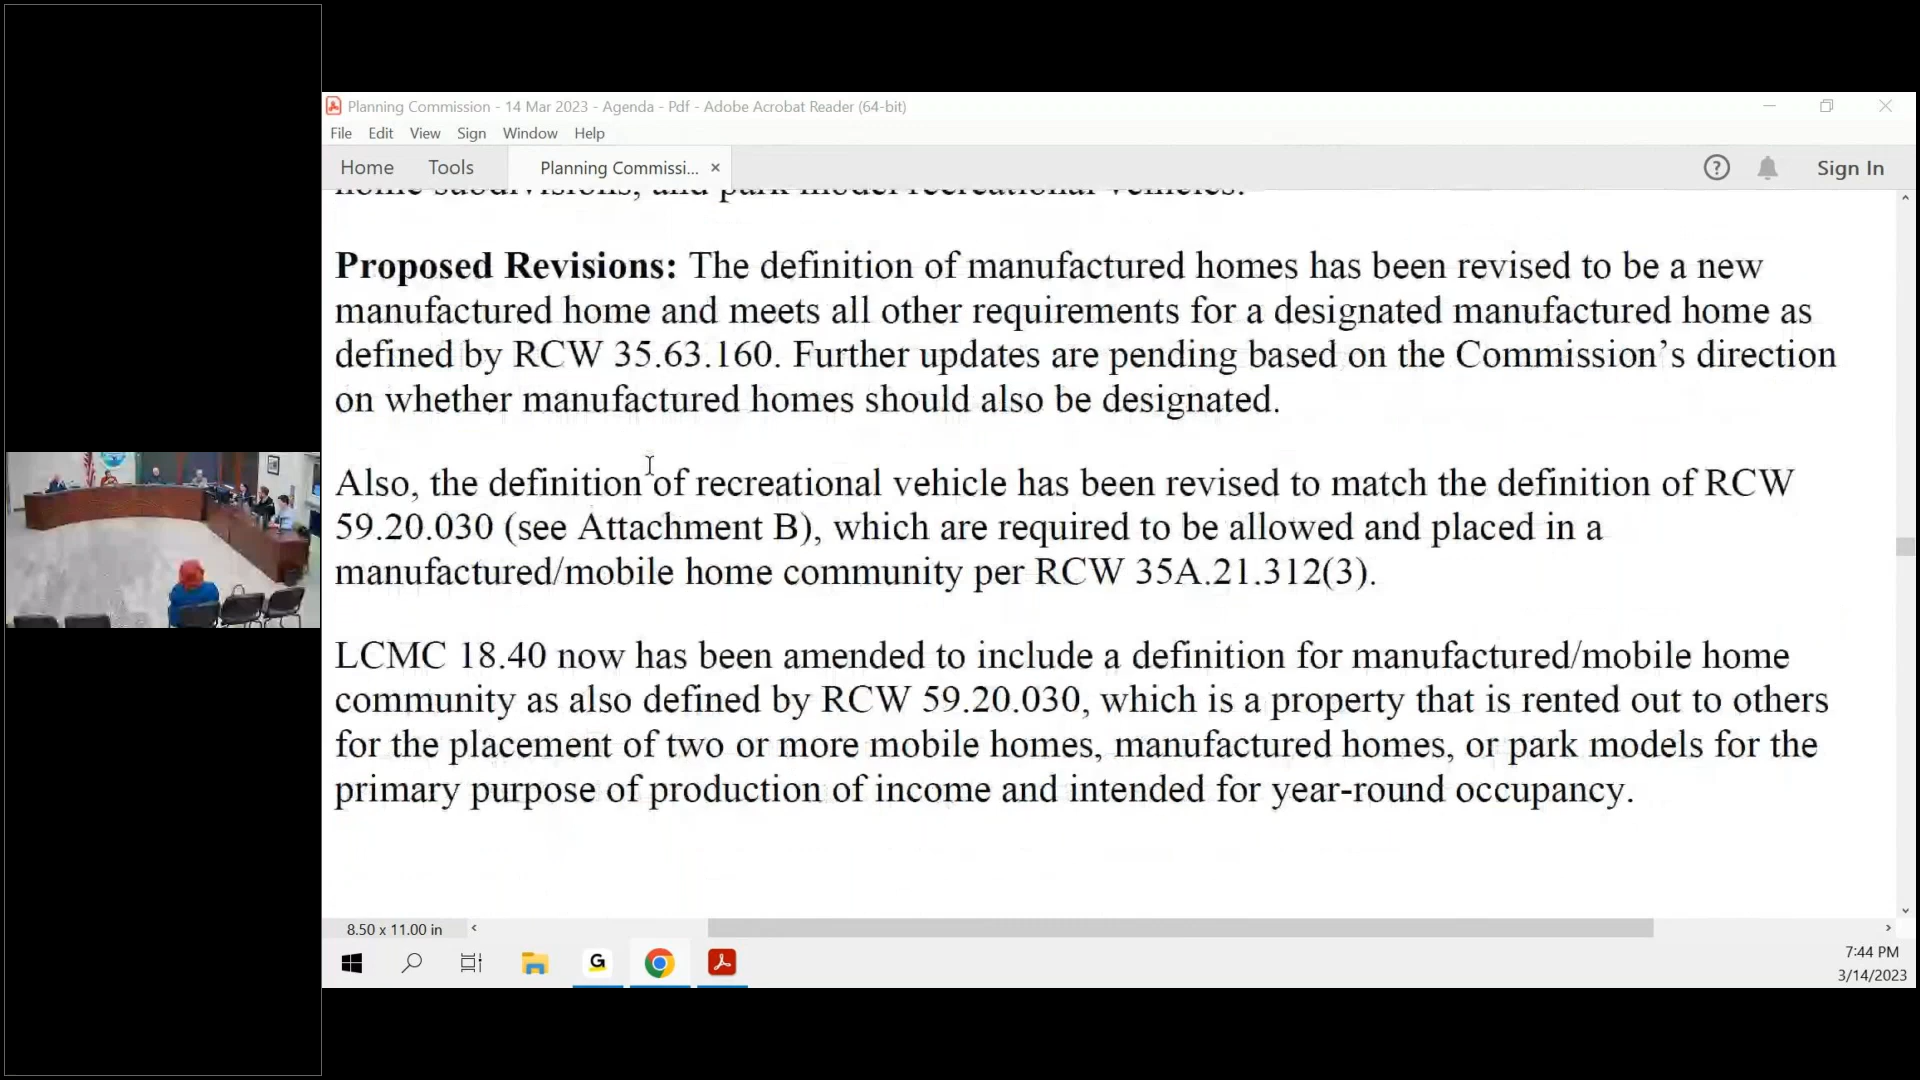 Planning Commission - 14 Mar 2023 - Agenda - Pdf - Adobe Acrobat Reader (64-bit)
File Edit View Sign Window Help
Home Tools Planning Commissi... × Sign In
home subdivisions, and park model recreational vehicles.
Proposed Revisions: The definition of manufactured homes has been revised to be a new
manufactured home and meets all other requirements for a designated manufactured home as
defined by RCW 35.63.160. Further updates are pending based on the Commission’s direction
on whether manufactured homes should also be designated.
Also, the definition of recreational vehicle has been revised to match the definition of RCW
59.20.030 (see Attachment B), which are required to be allowed and placed in a
manufactured/mobile home community per RCW 35A.21.312(3).
LCMC 18.40 now has been amended to include a definition for manufactured/mobile home
community as also defined by RCW 59.20.030, which is a property that is rented out to others
for the placement of two or more mobile homes, manufactured homes, or park models for the
primary purpose of production of income and intended for year-round occupancy.
8.50 x 11.00 in
G
7:44 PM
3/14/2023